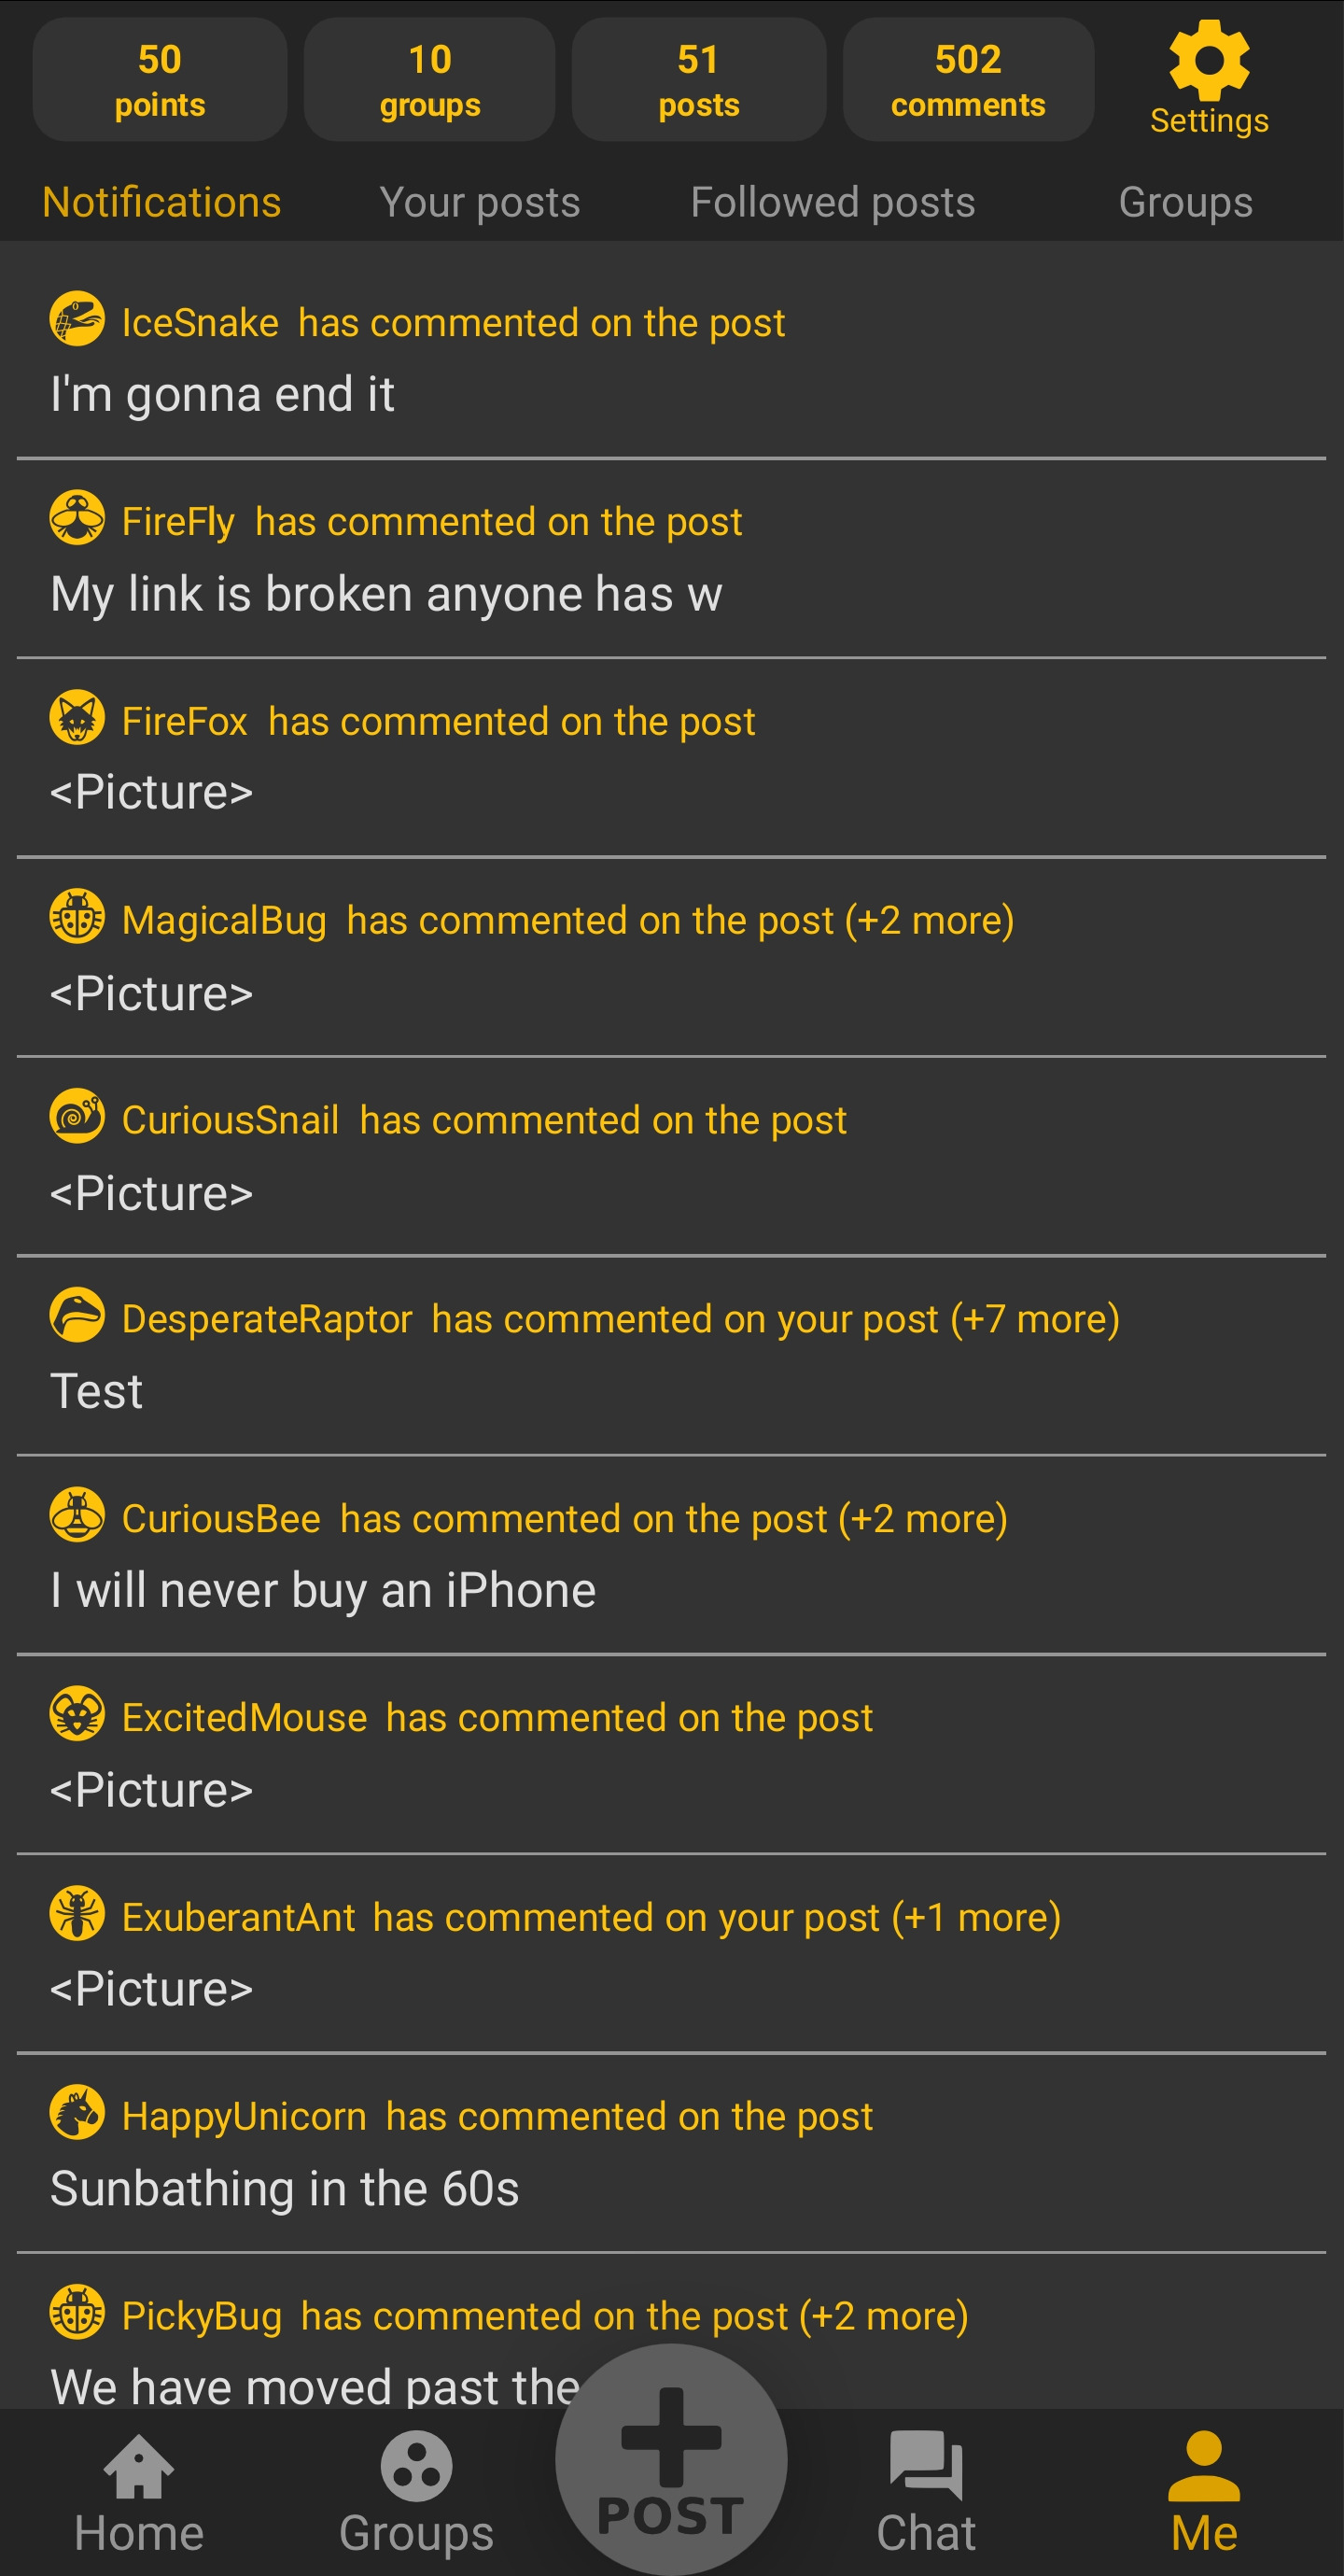 50
points
10
groups
51
posts
502
comments
Settings
Notifications
Your posts
Followed posts
Groups
IceSnake has commented on the post
I'm gonna end it
FireFly has commented on the post
My link is broken anyone has w
FireFox has commented on the post
<Picture>
MagicalBug has commented on the post (+2 more)
<Picture>
CuriousSnail has commented on the post
<Picture>
DesperateRaptor has commented on your post (+7 more)
Test
CuriousBee has commented on the post (+2 more)
I will never buy an iPhone
ExcitedMouse has commented on the post
<Picture>
ExuberantAnt has commented on your post (+1 more)
<Picture>
HappyUnicorn has commented on the post
Sunbathing in the 60s
PickyBug has commented on the post (+2 more)
We have moved past the
Home
Groups
POST
Chat
Me